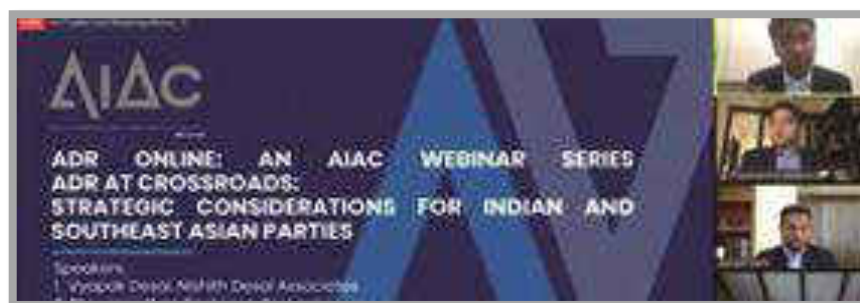 AIAC
ADR ONLINE: AN AIAC WEBINAR SERIES
ADR AT CROSSROADS:
STRATEGIC CONSIDERATIONS FOR INDIAN AND
SOUTHEAST ASIAN PARTIES
Speakers
1. Vyapak Desai, Nishith Desai Associates